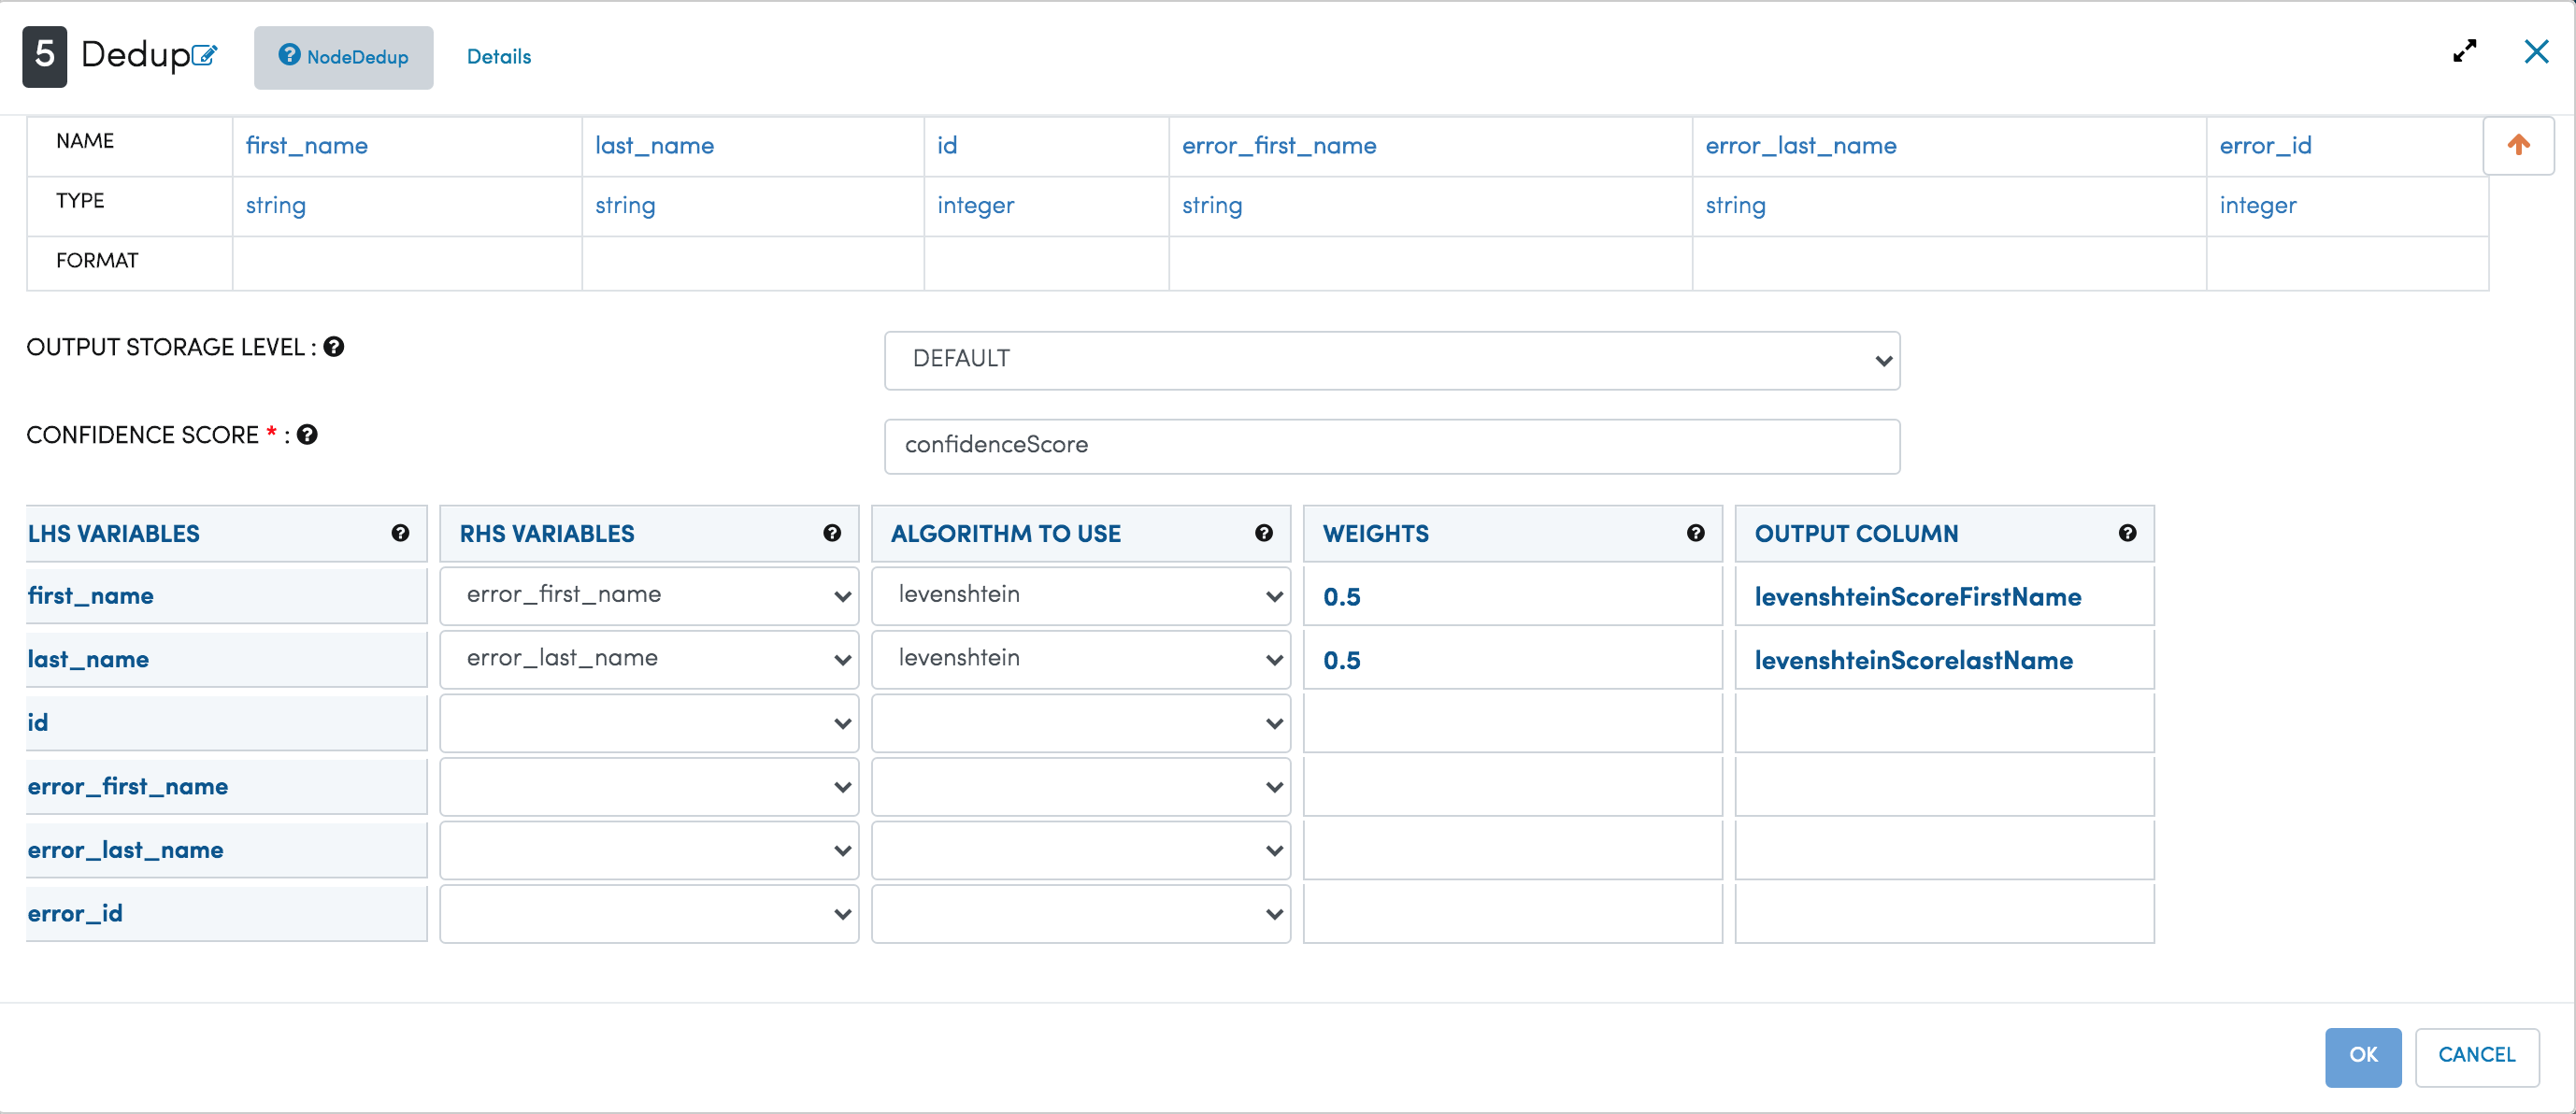 5 Dedup NodeDedup Details
NAME first_name last_name id error_first_name error_last_name error_id
TYPE string string integer string string integer
FORMAT
OUTPUT STORAGE LEVEL : DEFAULT
CONFIDENCE SCORE * : confidenceScore
LHS VARIABLES RHS VARIABLES ALGORITHM TO USE WEIGHTS OUTPUT COLUMN
first_name error_first_name levenshtein 0.5 levenshteinScoreFirstName
last_name error_last_name levenshtein 0.5 levenshteinScorelastName
id
error_first_name
error_last_name
error_id
OK CANCEL